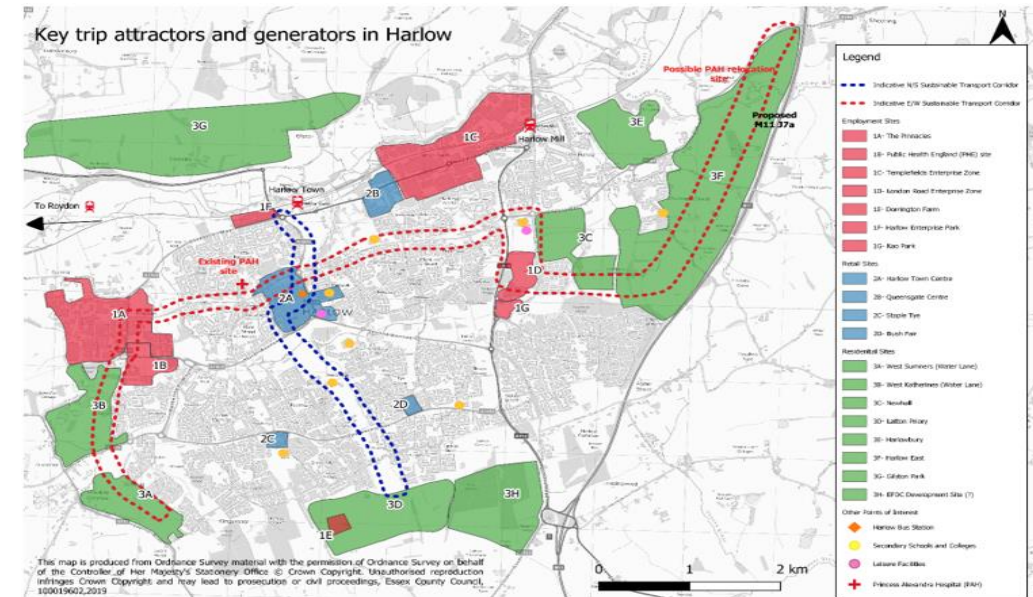 Key trip attractors and generators in Harlow
N
Possible PAH relocation
site
Proposed
M11 J7a
3G
3E
1C
Harlow Mill
3F
2B
Harlow Town
1F
To Roydon
3C
Existing PAH
site
1D
2A
HARLOW
1G
1A
1B
3B
2D
2C
3A
3D
3H
1E
0
1
2 km
This map is produced from Ordnance Survey material with the permission of Ordnance Survey on behalf
of the Controller of Her Majesty's Stationery Office © Crown Copyright. Unauthorised reproduction
infringes Crown Copyright and may lead to prosecution or civil proceedings, Essex County Council,
100019602,2019
Legend
Indicative N/S Sustainable Transport Corridor
Indicative E/W Sustainable Transport Corridor
Employment Sites
1A- The Pinnacles
1B- Public Health England (PHE) site
1C- Templefields Enterprise Zone
1D- London Road Enterprise Zone
1E- Dorrington Farm
1F- Harlow Enterprise Park
1G- Kao Park
Retail Sites
2A- Harlow Town Centre
2B- Queensgate Centre
2C- Staple Tye
2D- Bush Fair
Residential Sites
3A- West Sumners (Water Lane)
3B- West Katherines (Water Lane)
3C- Newhall
3D- Latton Priory
3E- Harlowbury
3F- Harlow East
3G- Gilston Park
3H- EFDC Development Site (?)
Other Points of Interest
Harlow Bus Station
Secondary Schools and Colleges
Leisure Facilities
Princess Alexandra Hospital (PAH)